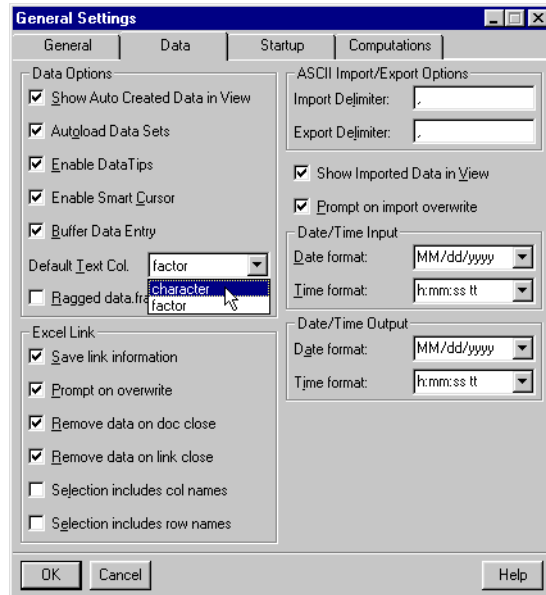 General Settings
General Data Startup Computations
Data Options
Show Auto Created Data in View
Autoload Data Sets
Enable DataTips
Enable Smart Cursor
Buffer Data Entry
Default Text Col. factor
character
factor
Ragged data.fra
Excel Link
Save link information
Prompt on overwrite
Remove data on doc close
Remove data on link close
Selection includes col names
Selection includes row names
ASCII Import/Export Options
Import Delimiter: ,
Export Delimiter: ,
Show Imported Data in View
Prompt on import overwrite
Date/Time Input
Date format: MM/dd/yyyy
Time format: h:mm:ss tt
Date/Time Output
Date format: MM/dd/yyyy
Time format: h:mm:ss tt
OK Cancel Help